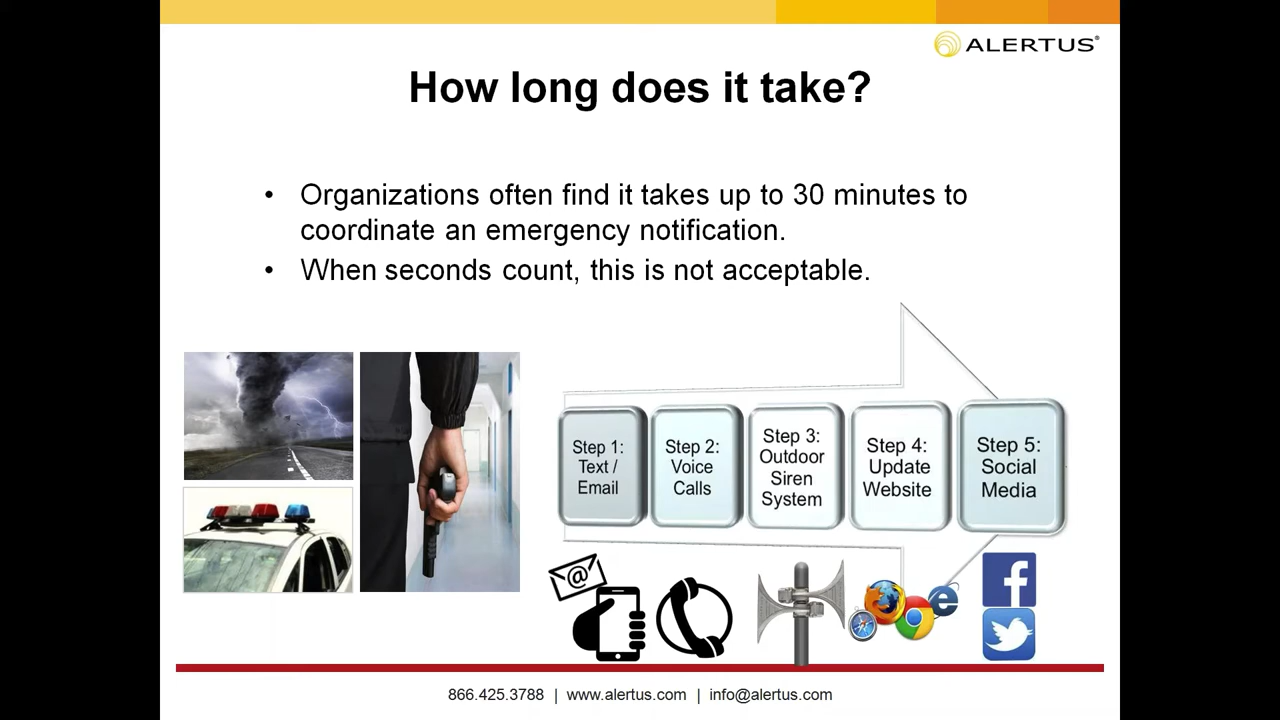 ALERTUS®
How long does it take?
• Organizations often find it takes up to 30 minutes to
coordinate an emergency notification.
• When seconds count, this is not acceptable.
Step 1:
Text /
Email
Step 2:
Voice
Calls
Step 3:
Outdoor
Siren
System
Step 4:
Update
Website
Step 5:
Social
Media
@
866.425.3788 | www.alertus.com | info@alertus.com